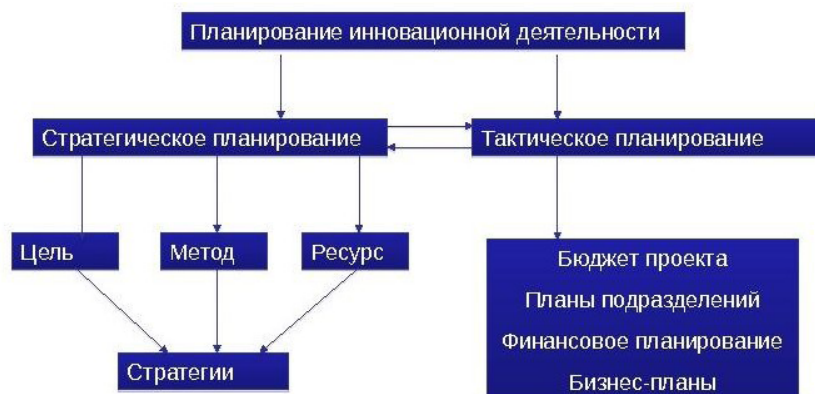 Планирование инновационной деятельности
Стратегическое планирование
Тактическое планирование
Цель
Метод
Ресурс
Бюджет проекта
Планы подразделений
Финансовое планирование
Бизнес-планы
Стратегии